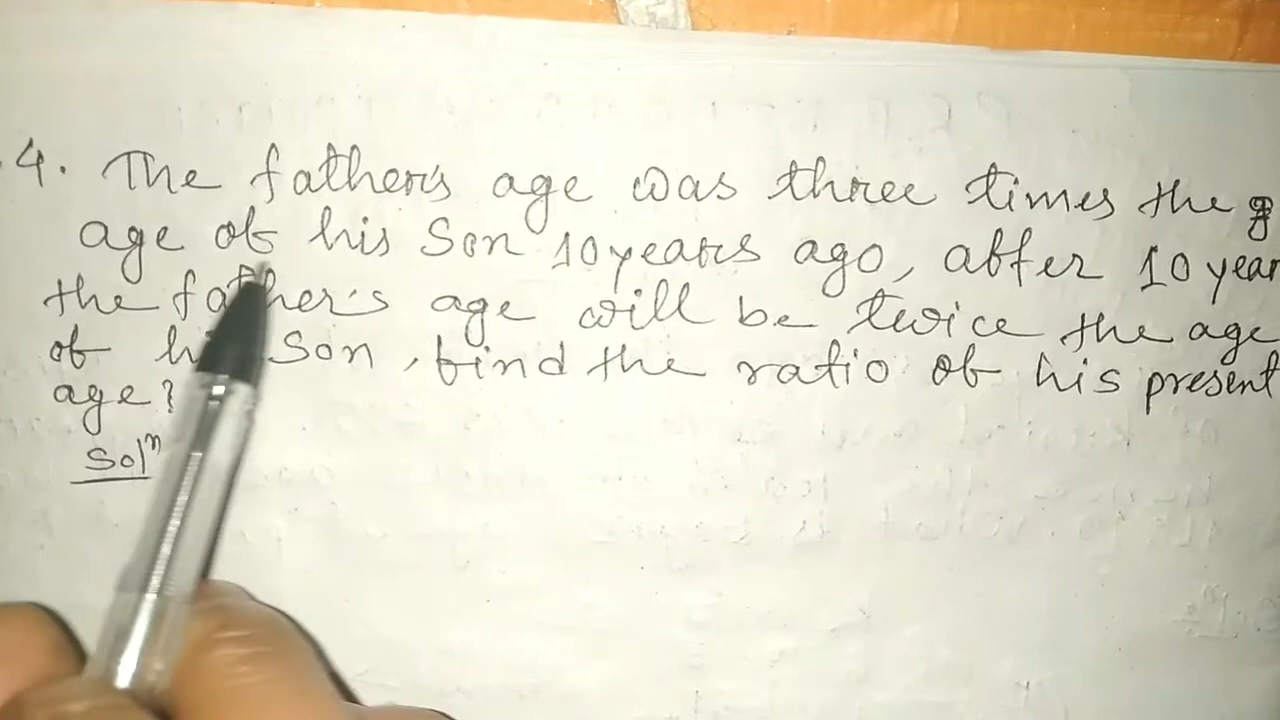 4. The father's age was three times the
age of his Son 10 years ago, after 10 year
the father's age will be twice the age
of Son, find the ratio of his present
age?
Solⁿ